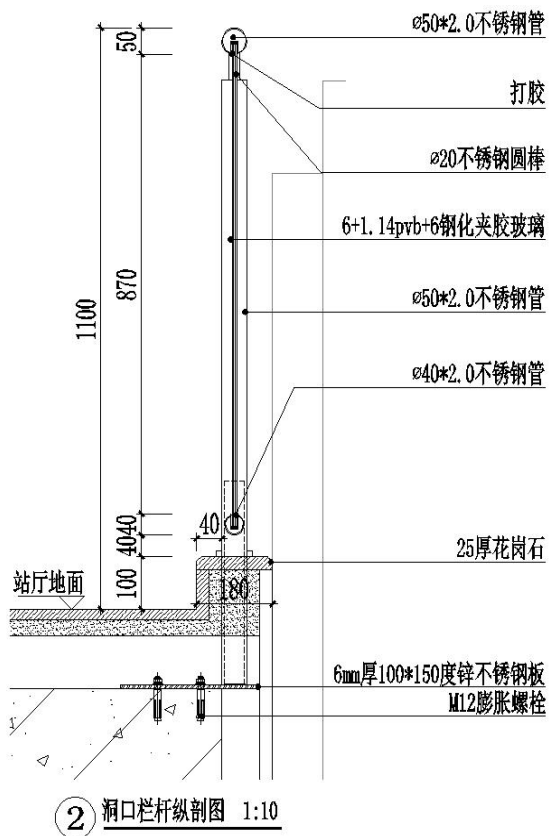 50
ø50*2.0不锈钢管
打胶
ø20不锈钢圆棒
6+1.14pvb+6钢化夹胶玻璃
870
1100
ø50*2.0不锈钢管
ø40*2.0不锈钢管
40
40
40
25厚花岗石
100
站厅地面
180
6mm厚100*150度锌不锈钢板
M12膨胀螺栓
2 洞口栏杆纵剖图 1:10